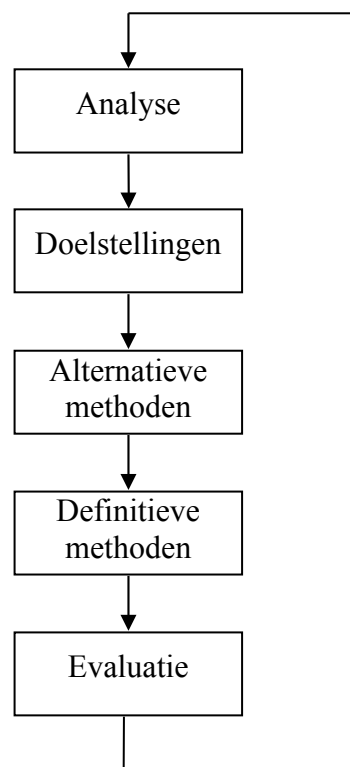 Analyse
Doelstellingen
Alternatieve
methoden
Definitieve
methoden
Evaluatie